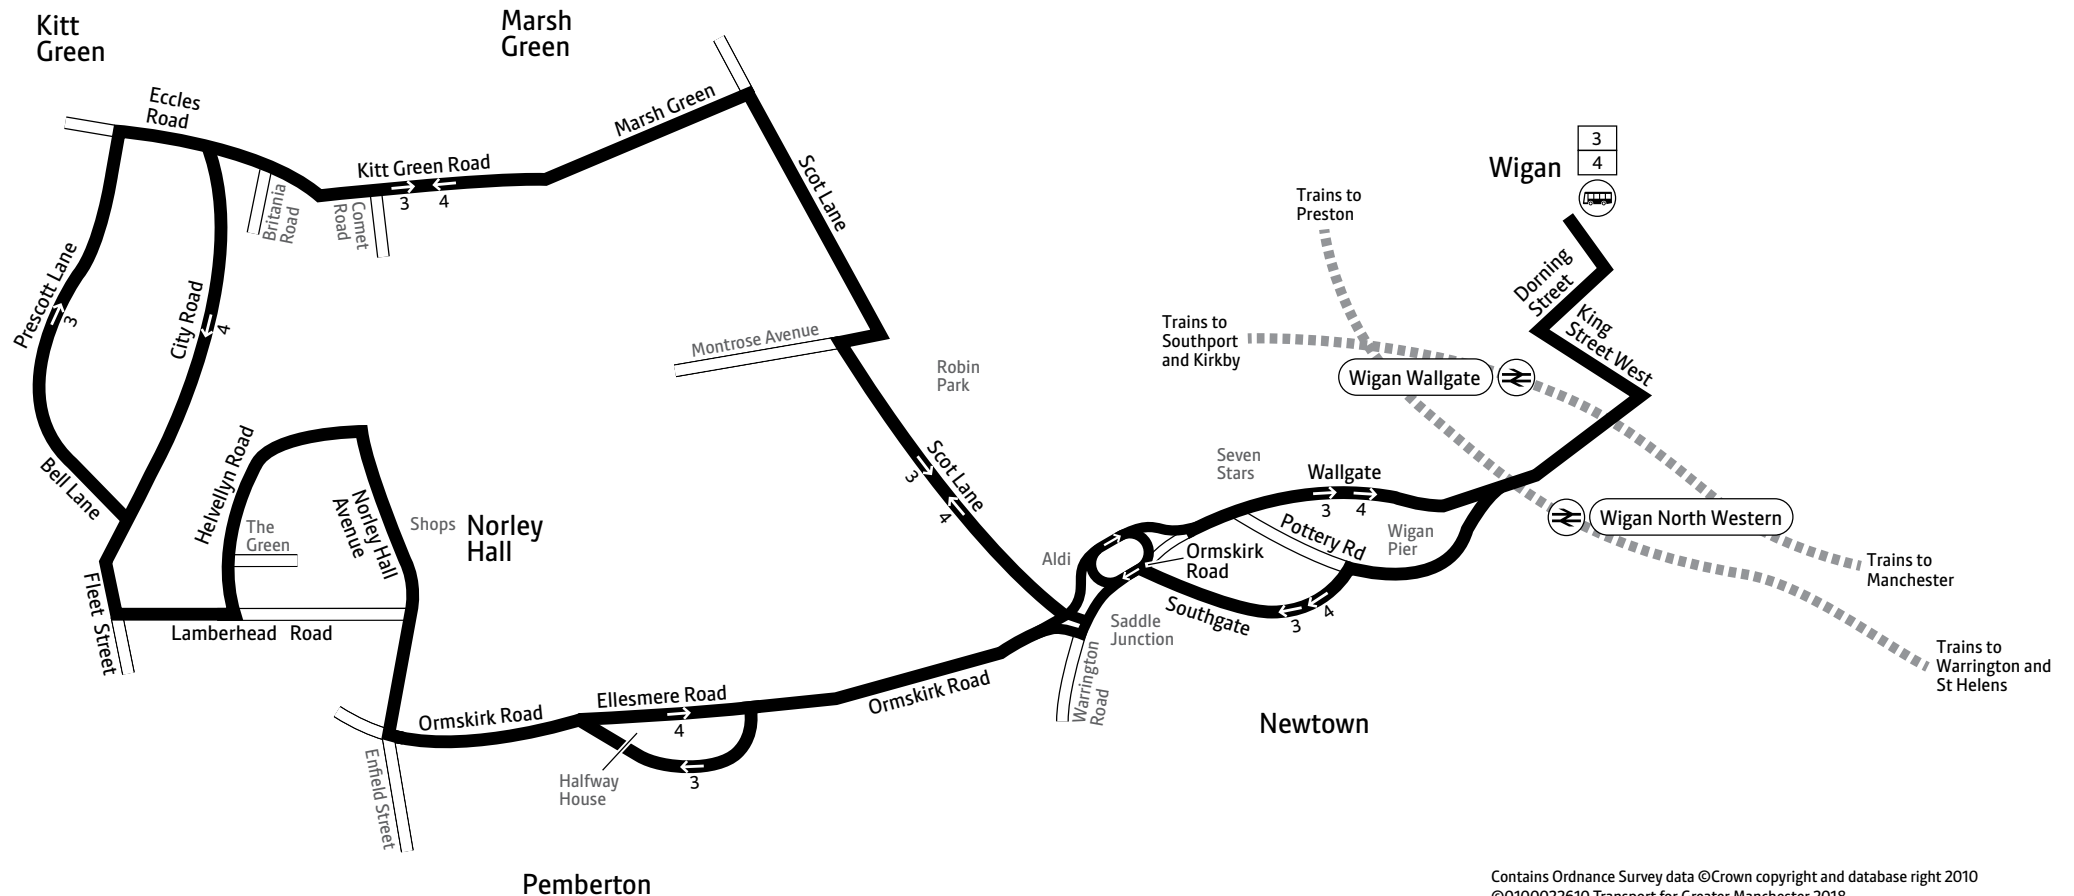 Kitt
Green
Marsh
Green
Eccles
Road
Marsh Green
Kitt Green Road
3
4
Britania
Road
Comet
Road
Scot Lane
Wigan
3
4
Trains to
Preston
Dorning
Street
King
Street West
Prescott Lane
3
City Road
4
Trains to
Southport
and Kirkby
Montrose Avenue
Robin
Park
Wigan Wallgate
Bell Lane
Helvellyn Road
The
Green
Norley Hall
Avenue
Shops
Norley
Hall
3
Scot Lane
4
Seven
Stars
Wallgate
3
4
Pottery Rd
Wigan
Pier
Wigan North Western
Aldi
Ormskirk
Road
Trains to
Manchester
Fleet Street
Lamberhead Road
Saddle
Junction
Southgate
3
4
Warrington
Road
Trains to
Warrington and
St Helens
Ormskirk Road
Ellesmere Road
4
Ormskirk Road
Newtown
Enfield Street
Halfway
House
3
Pemberton
Contains Ordnance Survey data ©Crown copyright and database right 2010
©0100022610 Transport for Greater Manchester 2018